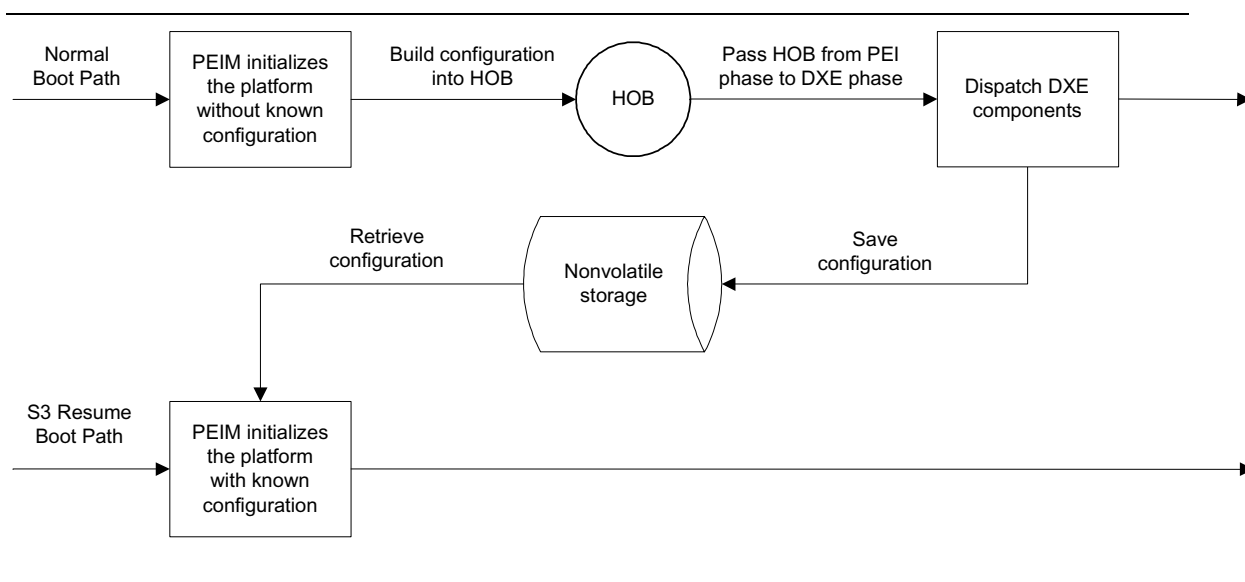 Normal
Boot Path
PEIM initializes
the platform
without known
configuration
Build configuration
into HOB
HOB
Pass HOB from PEI
phase to DXE phase
Dispatch DXE
components
Retrieve
configuration
Nonvolatile
storage
Save
configuration
S3 Resume
Boot Path
PEIM initializes
the platform
with known
configuration